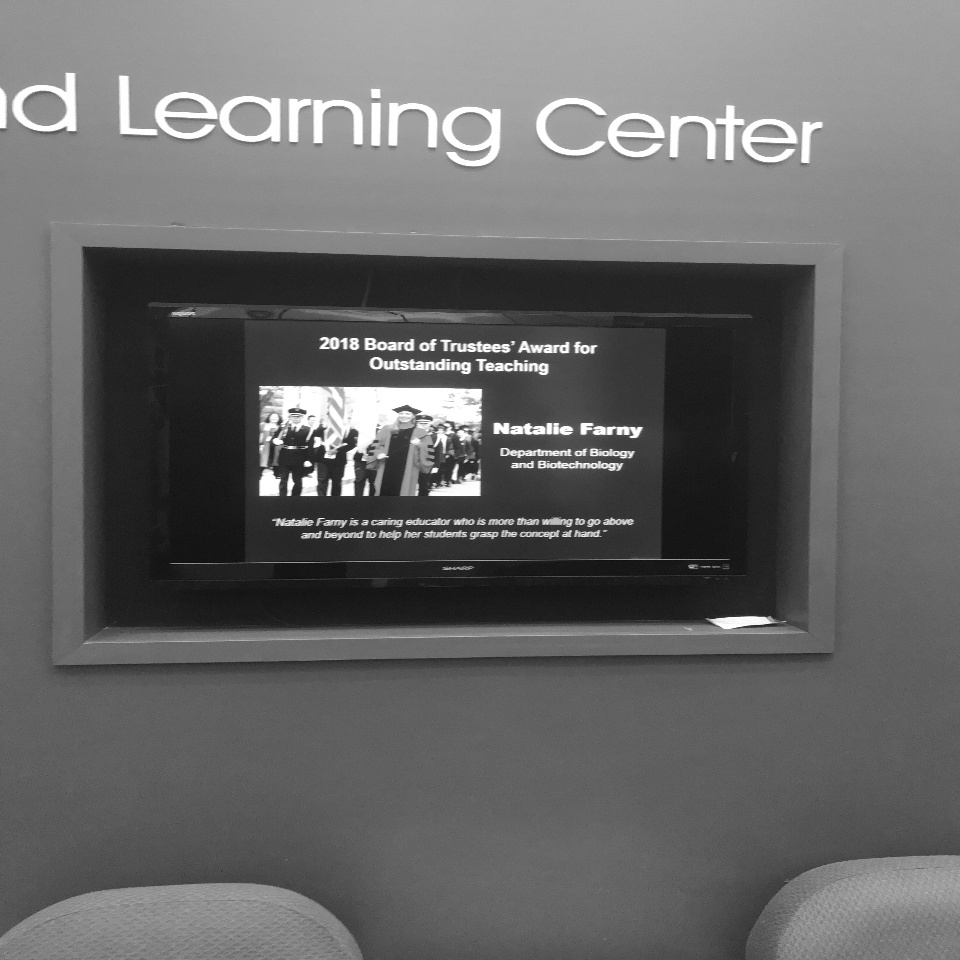 nd Learning Center
2018 Board of Trustees' Award for
Outstanding Teaching
Natalie Farny
Department of Biology
and Biotechnology
"Natalie Farny is a caring educator who is more than willing to go above
and beyond to help her students grasp the concept at hand."
SHARP